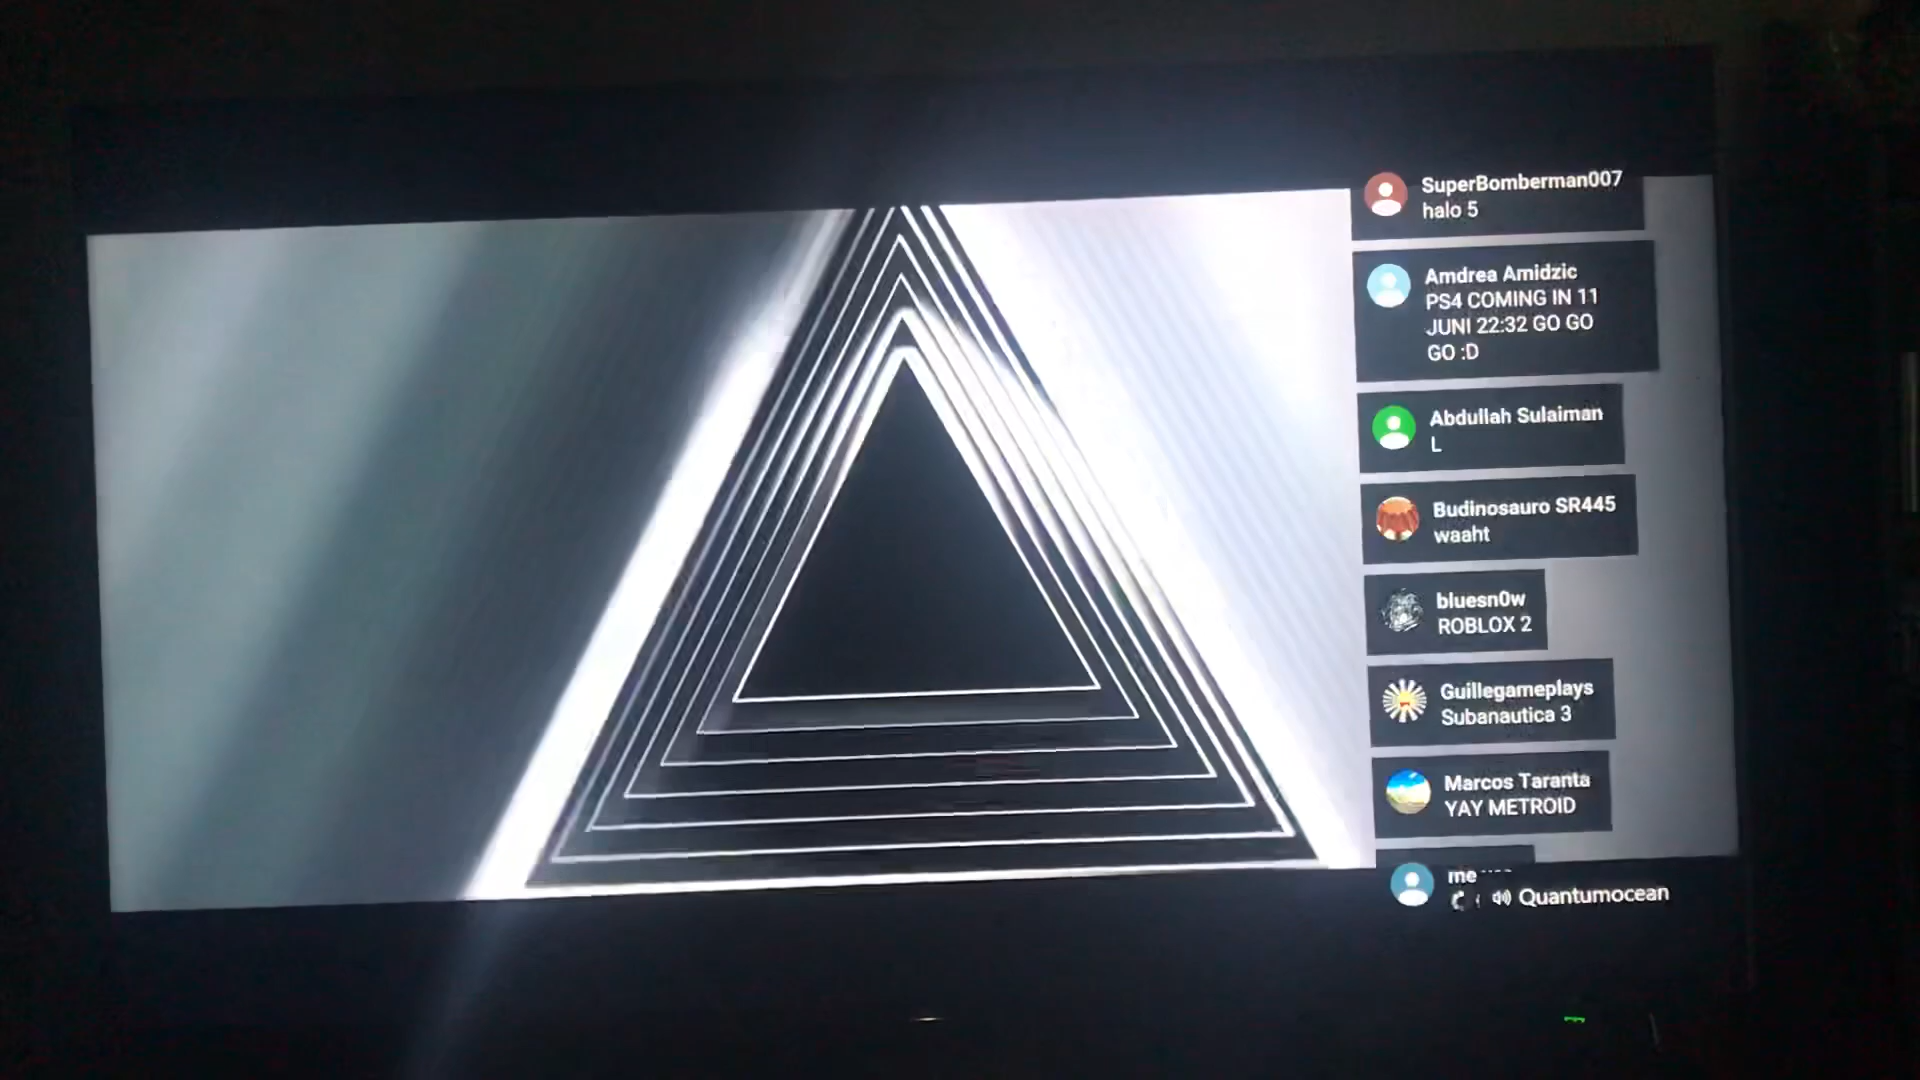 SuperBomberman007
halo 5
Amdrea Amidzic
PS4 COMING IN 11
JUNI 22:32 GO GO
GO :D
Abdullah Sulaiman
L
Budinosauro SR445
waaht
bluesn0w
ROBLOX 2
Guillegameplays
Subanautica 3
Marcos Taranta
YAY METROID
me
Quantumocean